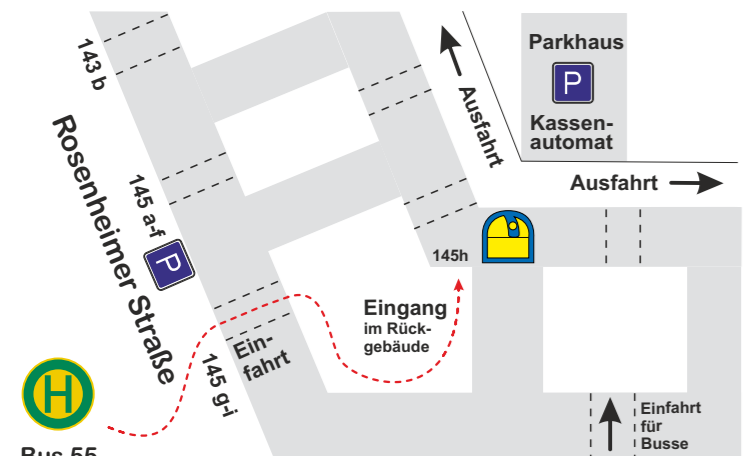 143 b
Rosenheimer Straße
145 a-f
P
145 g-i
Ein-
fahrt
H
Bus 55
Eingang
im Rück-
gebäude
145h
Ausfahrt
Parkhaus
P
Kassen-
automat
Ausfahrt
Einfahrt
für
Busse